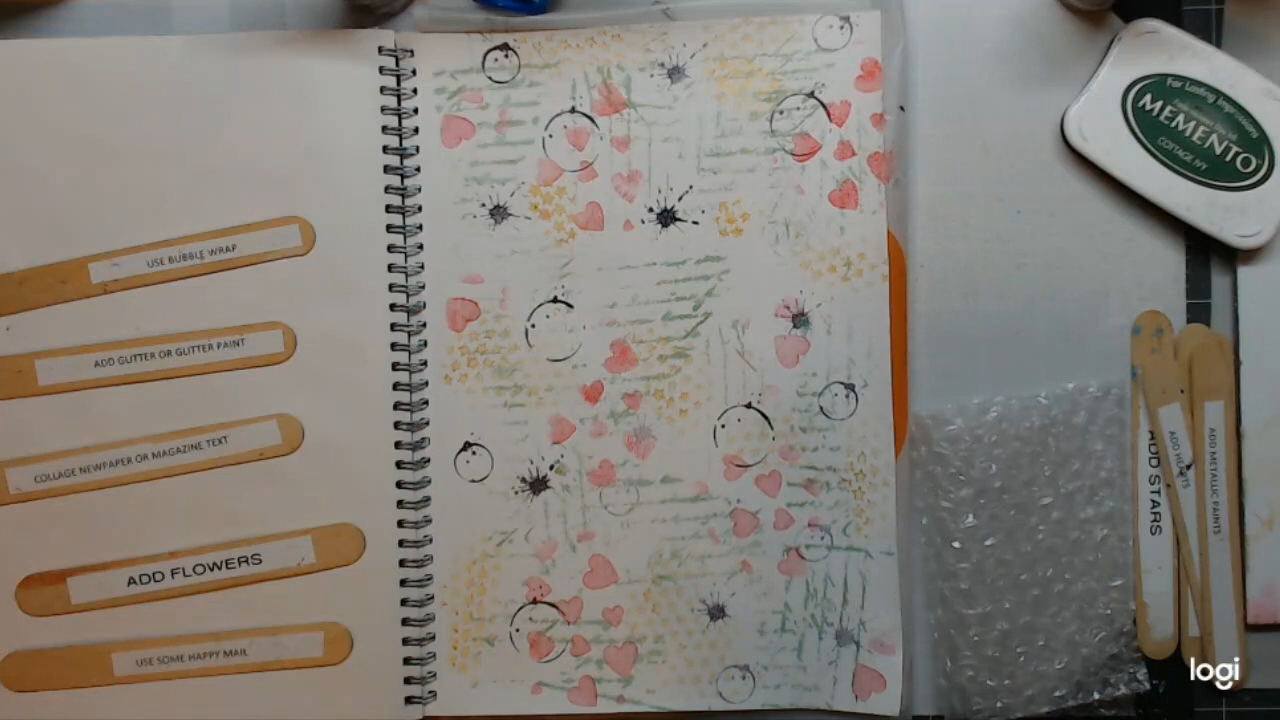 USE BUBBLE WRAP
ADD GLITTER OR GLITTER PAINT
COLLAGE NEWPAPER OR MAGAZINE TEXT
ADD FLOWERS
USE SOME HAPPY MAIL
For Lasting Impressions
MEMENTO
COTTAGE IVY
ADD STARS
ADD HEARTS
ADD METALLIC PAINTS
logi